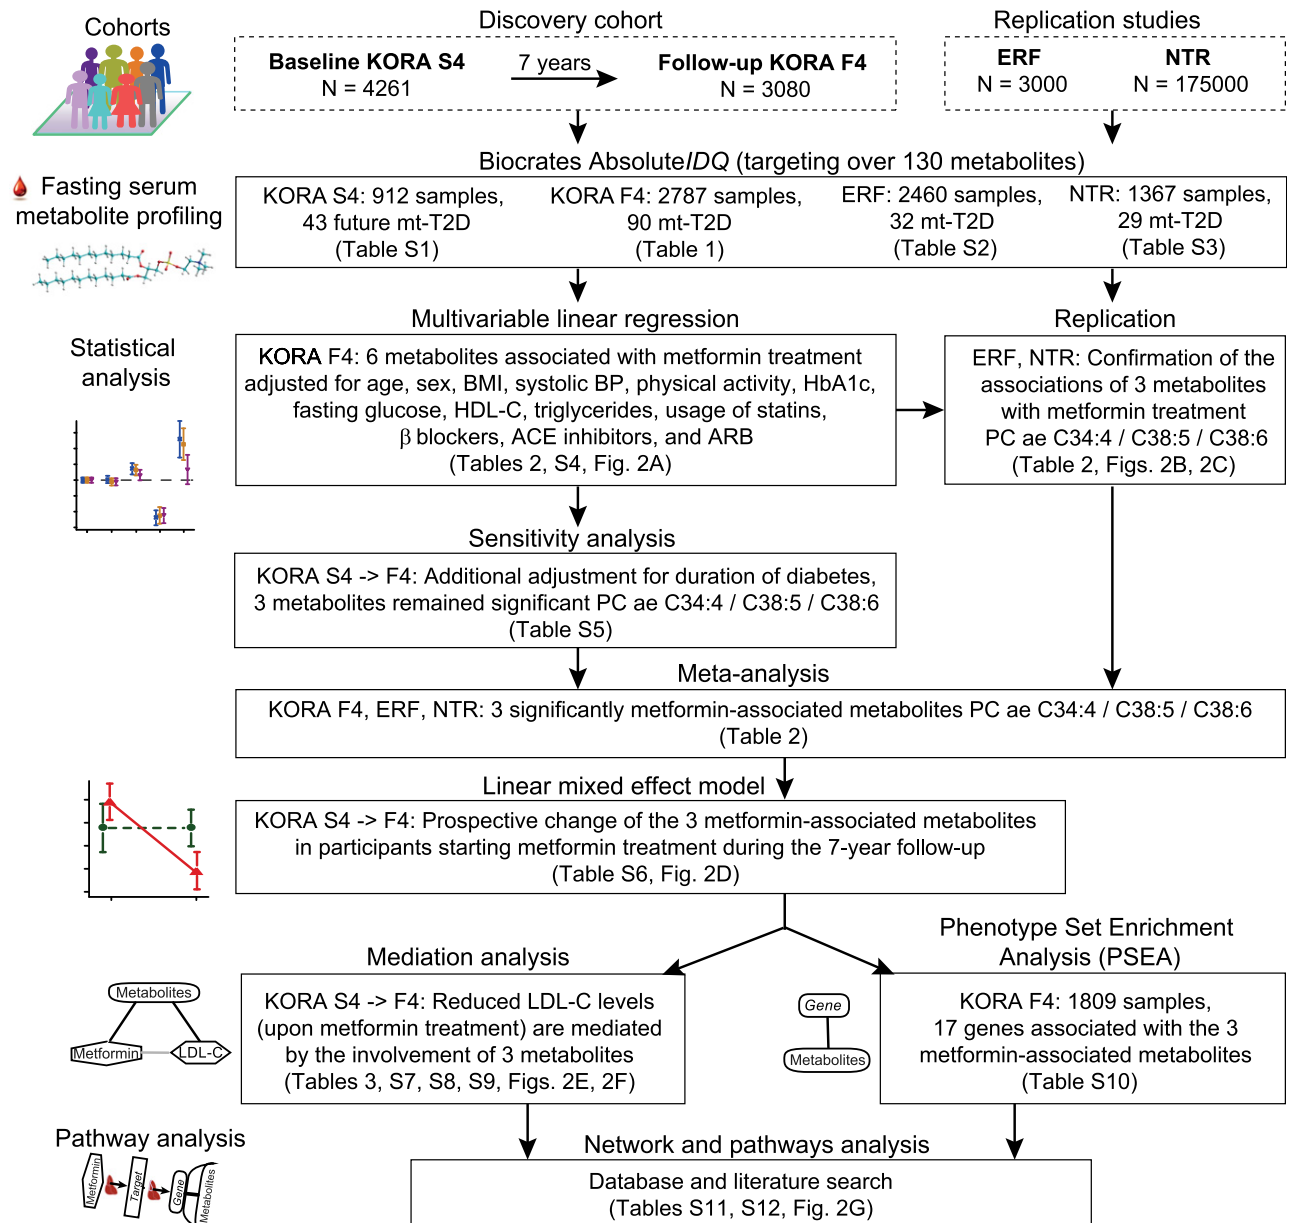 Cohorts
Discovery cohort
Replication studies
Baseline KORA S4
N = 4261
7 years
Follow-up KORA F4
N = 3080
ERF
N = 3000
NTR
N = 175000
Fasting serum
metabolite profiling
Biocrates AbsoluteIDQ (targeting over 130 metabolites)
KORA S4: 912 samples,
43 future mt-T2D
(Table S1)
KORA F4: 2787 samples,
90 mt-T2D
(Table 1)
ERF: 2460 samples,
32 mt-T2D
(Table S2)
NTR: 1367 samples,
29 mt-T2D
(Table S3)
Statistical
analysis
Multivariable linear regression
KORA F4: 6 metabolites associated with metformin treatment
adjusted for age, sex, BMI, systolic BP, physical activity, HbA1c,
fasting glucose, HDL-C, triglycerides, usage of statins,
β blockers, ACE inhibitors, and ARB
(Tables 2, S4, Fig. 2A)
Replication
ERF, NTR: Confirmation of the
associations of 3 metabolites
with metformin treatment
PC ae C34:4 / C38:5 / C38:6
(Table 2, Figs. 2B, 2C)
Sensitivity analysis
KORA S4 -> F4: Additional adjustment for duration of diabetes,
3 metabolites remained significant PC ae C34:4 / C38:5 / C38:6
(Table S5)
Meta-analysis
KORA F4, ERF, NTR: 3 significantly metformin-associated metabolites PC ae C34:4 / C38:5 / C38:6
(Table 2)
Linear mixed effect model
KORA S4 -> F4: Prospective change of the 3 metformin-associated metabolites
in participants starting metformin treatment during the 7-year follow-up
(Table S6, Fig. 2D)
Mediation analysis
Metabolites
Metformin
LDL-C
KORA S4 -> F4: Reduced LDL-C levels
(upon metformin treatment) are mediated
by the involvement of 3 metabolites
(Tables 3, S7, S8, S9, Figs. 2E, 2F)
Phenotype Set Enrichment
Analysis (PSEA)
Gene
Metabolites
KORA F4: 1809 samples,
17 genes associated with the 3
metformin-associated metabolites
(Table S10)
Pathway analysis
Metformin
Target
Gene
Metabolites
Network and pathways analysis
Database and literature search
(Tables S11, S12, Fig. 2G)